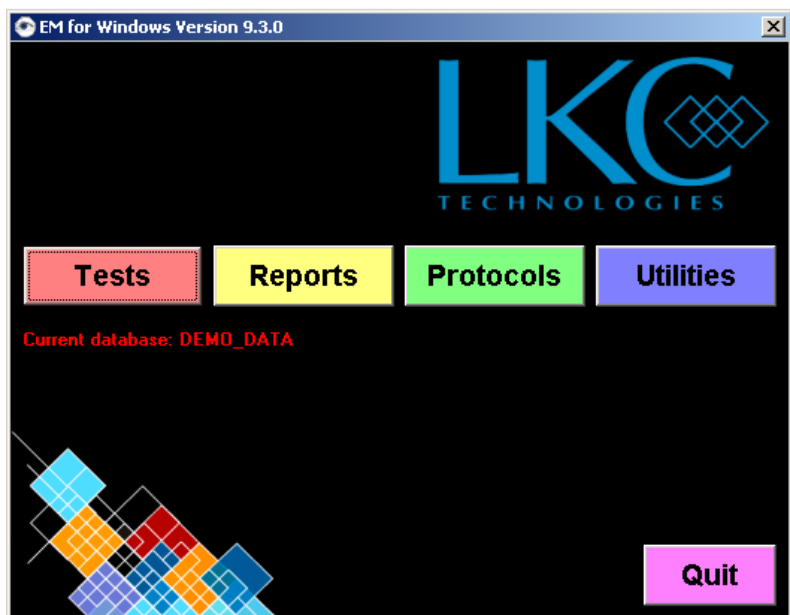 EM for Windows Version 9.3.0
LKC
TECHNOLOGIES
Tests Reports Protocols Utilities
Current database: DEMO_DATA
Quit